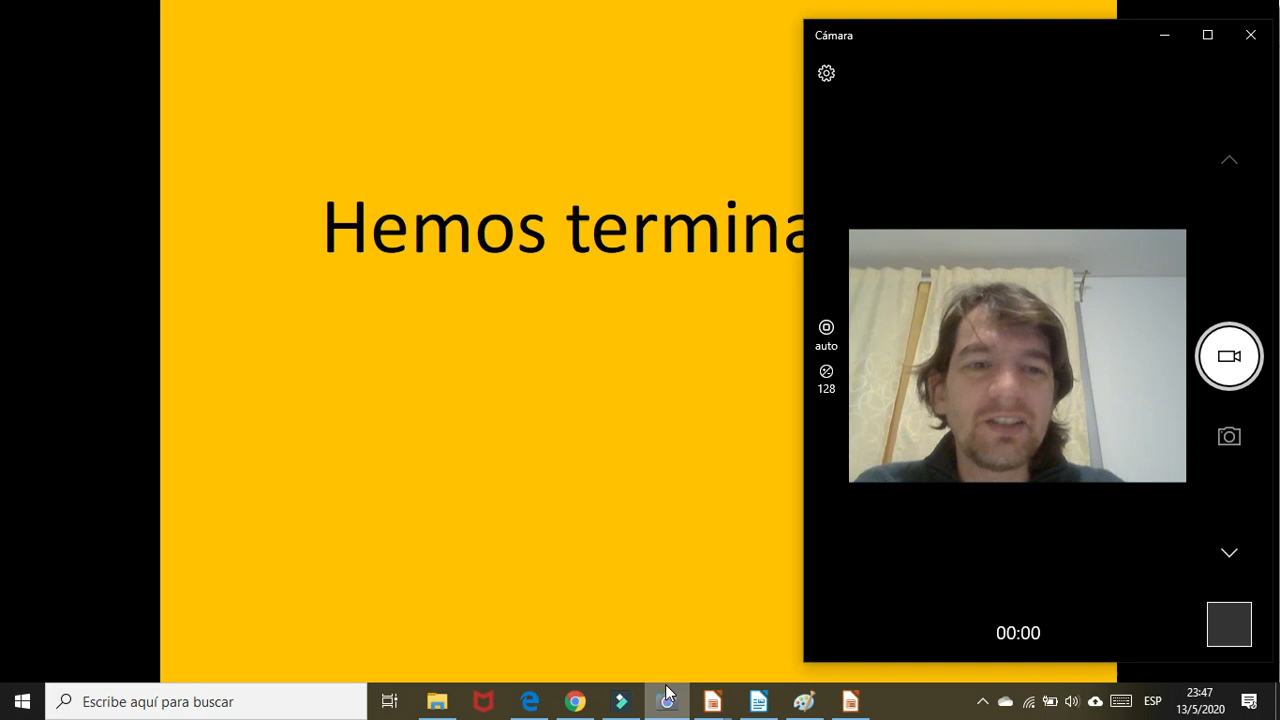 Cámara
Hemos termina
auto
128
00:00
Escribe aquí para buscar
ESP
23:47
13/5/2020